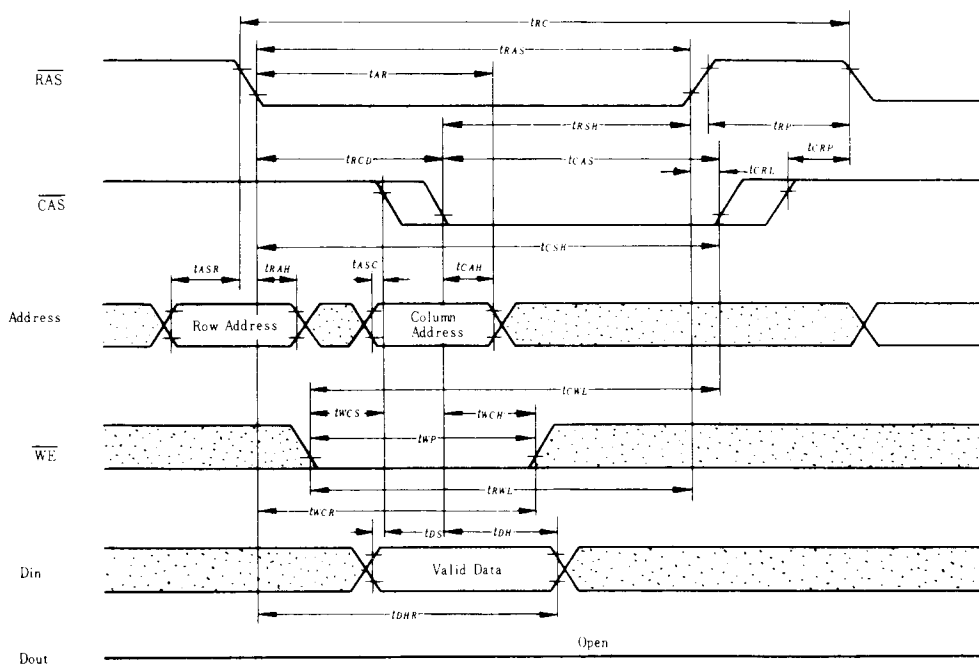 tRC
tRAS
tAR
RAS
tRSH
tRP
tRCD
tCAS
tCRP
tCRL
CAS
tCSH
tASR
tRAH
tASC
tCAH
Address
Row Address
Column
Address
tCWL
tWCS
tWCH
tWP
WE
tRWL
tWCR
tDS
tDH
Din
Valid Data
tDHR
Open
Dout